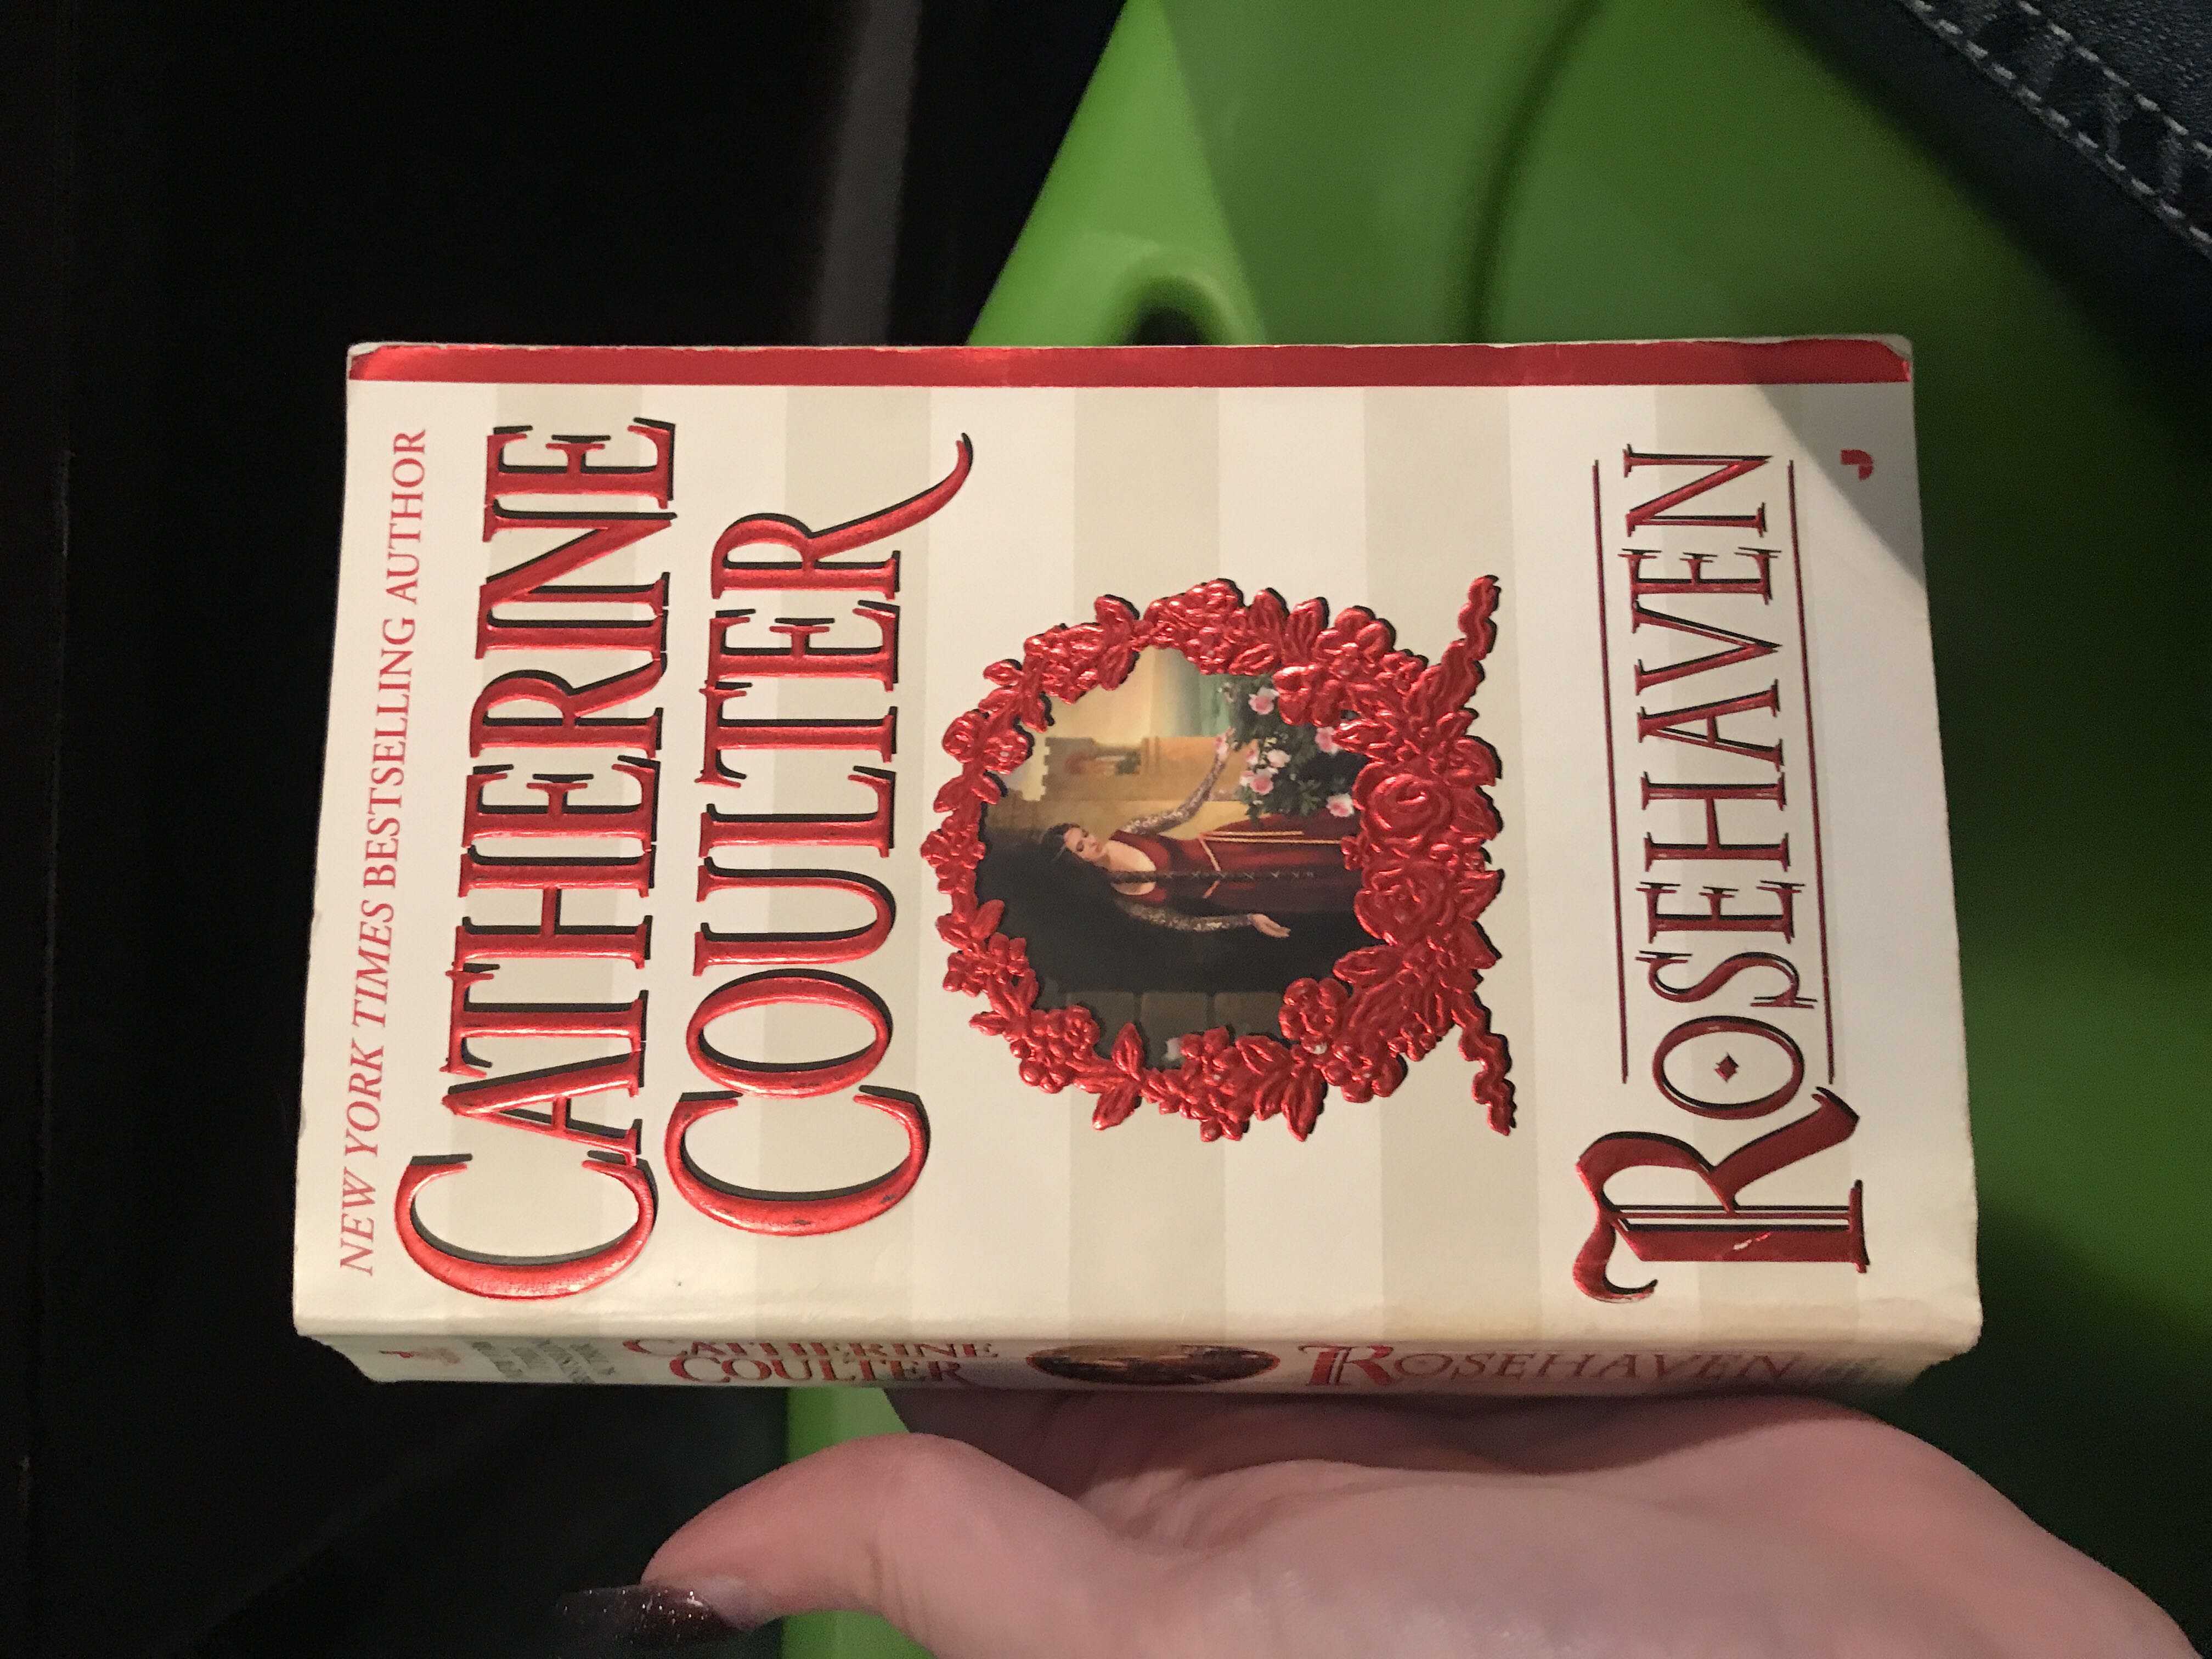 NEW YORK TIMES BESTSELLING AUTHOR
CATHERINE
COULTER
ROSEHAVEN
J
CATHERINE
COULTER
ROSEHAVEN